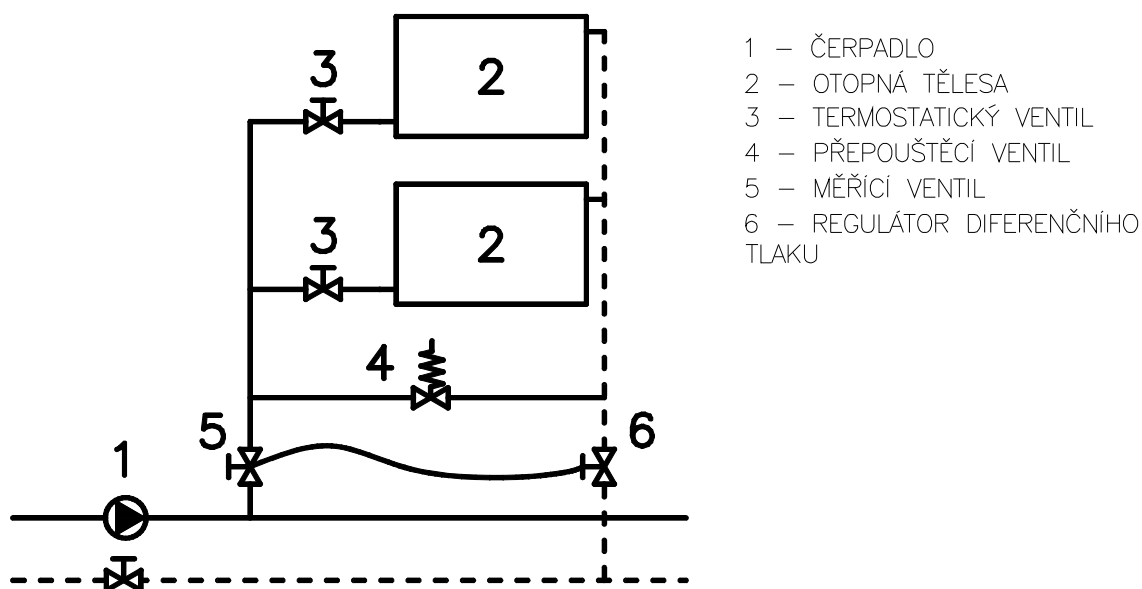 3
2
3
2
4
5
6
1
1 – ČERPADLO
2 – OTOPNÁ TĚLESA
3 – TERMOSTATICKÝ VENTIL
4 – PŘEPOUŠTĚCÍ VENTIL
5 – MĚŘÍCÍ VENTIL
6 – REGULÁTOR DIFERENČNÍHO
TLAKU